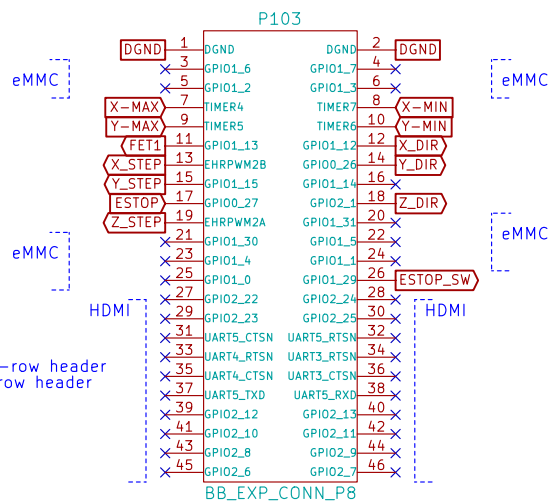 P103
DGND 1 DGND DGND 2 DGND
3 GPIO1_6 GPIO1_7 4
eMMC eMMC
5 GPIO1_2 GPIO1_3 6
X-MAX 7 TIMER4 TIMER7 8 X-MIN
Y-MAX 9 TIMER5 TIMER6 10 Y-MIN
FET1 11 GPIO1_13 GPIO1_12 12 X_DIR
X_STEP 13 EHRPWM2B GPIO0_26 14 Y_DIR
Y_STEP 15 GPIO1_15 GPIO1_14 16
ESTOP 17 GPIO0_27 GPIO2_1 18 Z_DIR
Z_STEP 19 EHRPWM2A GPIO1_31 20
eMMC
21 GPIO1_30 GPIO1_5 22
eMMC
23 GPIO1_4 GPIO1_1 24
25 GPIO1_0 GPIO1_29 26 ESTOP_SW
27 GPIO2_22 GPIO2_24 28
HDMI HDMI
29 GPIO2_23 GPIO2_25 30
31 UART5_CTSN UART5_RTSN 32
33 UART4_RTSN UART3_RTSN 34
-row header
35 UART4_CTSN UART3_CTSN 36
row header
37 UART5_TXD UART5_RXD 38
39 GPIO2_12 GPIO2_13 40
41 GPIO2_10 GPIO2_11 42
43 GPIO2_8 GPIO2_9 44
45 GPIO2_6 GPIO2_7 46
BB_EXP_CONN_P8